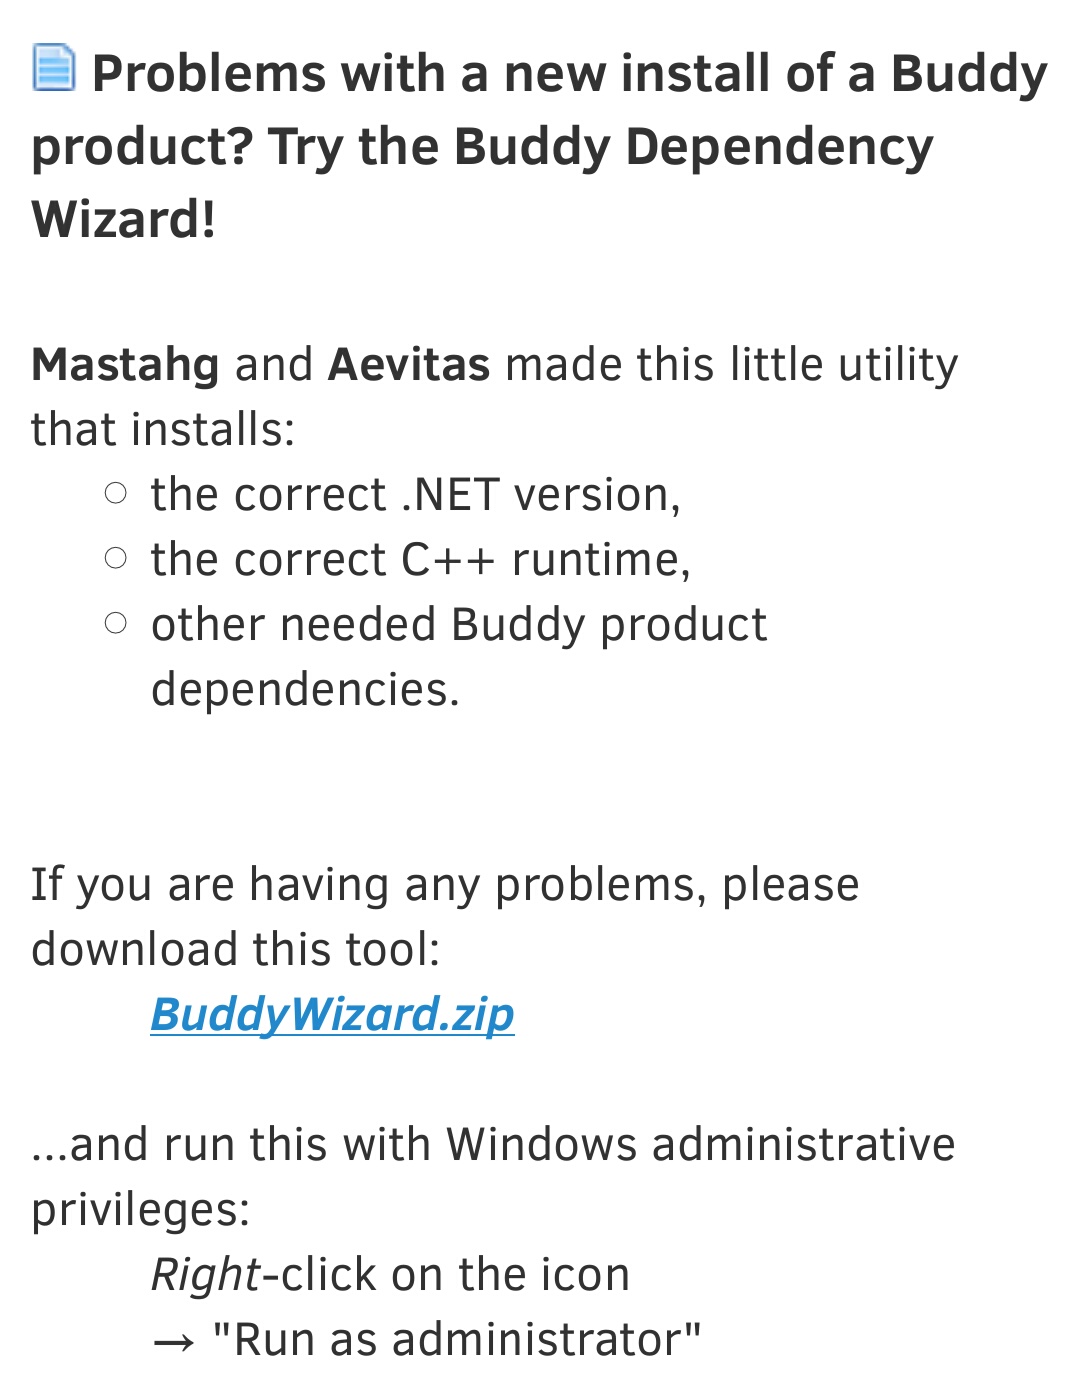 Problems with a new install of a Buddy
product? Try the Buddy Dependency
Wizard!
Mastahg and Aevitas made this little utility
that installs:
○ the correct .NET version,
○ the correct C++ runtime,
○ other needed Buddy product
dependencies.
If you are having any problems, please
download this tool:
BuddyWizard.zip
...and run this with Windows administrative
privileges:
Right-click on the icon
→ "Run as administrator"